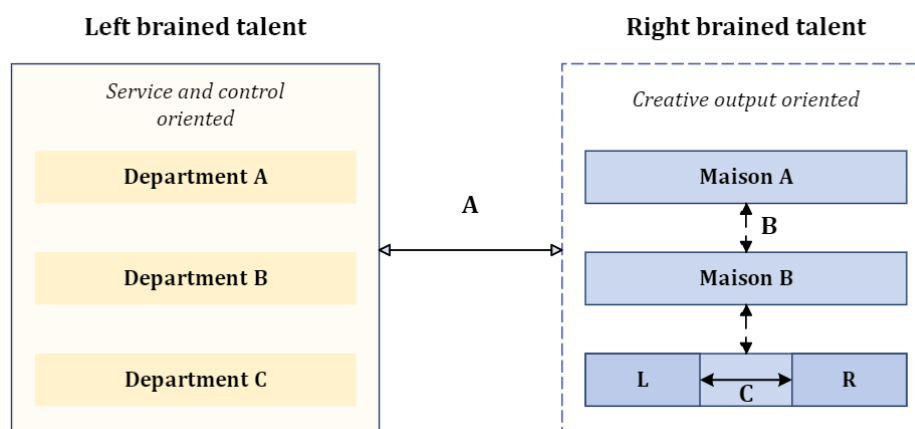 Left brained talent
Right brained talent
Service and control
oriented
Creative output oriented
Department A
Maison A
A
B
Department B
Maison B
Department C
L
C
R